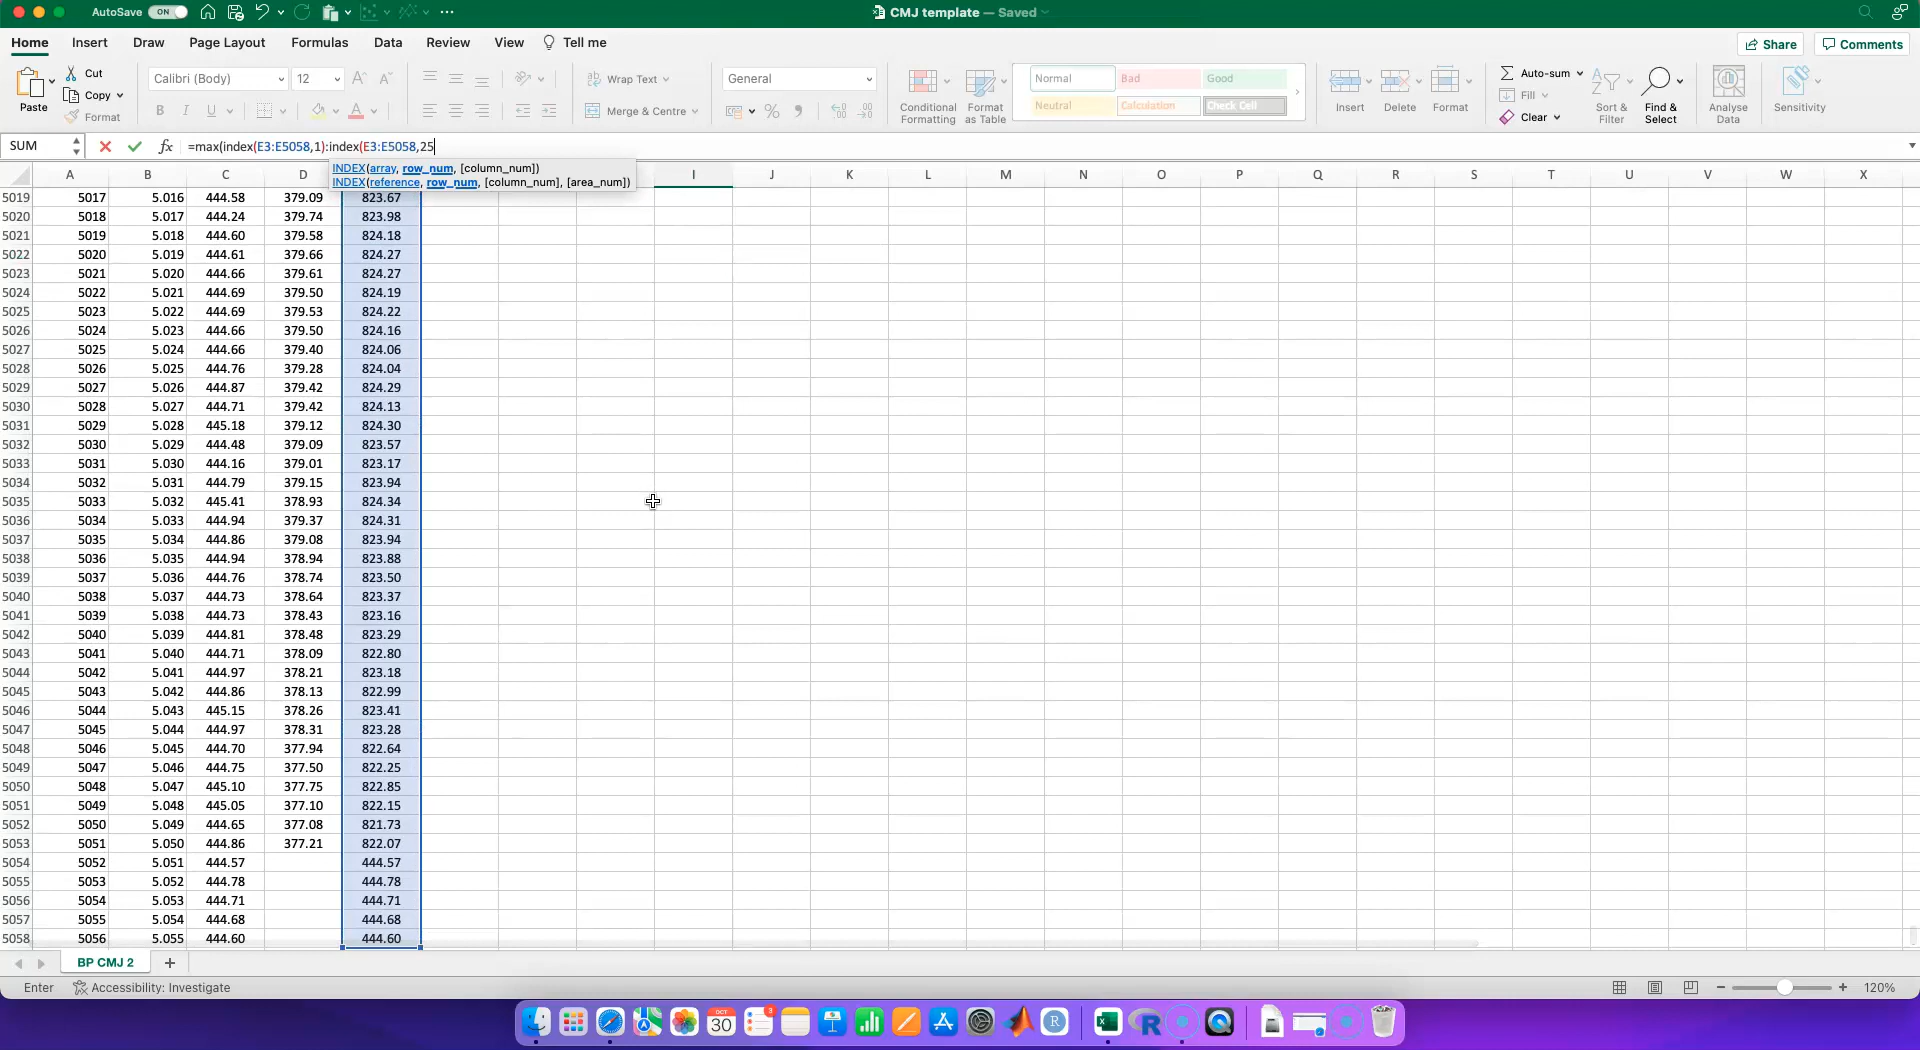 AutoSave ON CMJ template — Saved
Home Insert Draw Page Layout Formulas Data Review View Tell me Share Comments
Paste Cut Copy Format
Calibri (Body) 12
B I U
Wrap Text
Merge & Centre
General
Conditional Formatting
Format as Table
Normal Bad Good
Neutral Calculation Check Cell
Insert Delete Format
Auto-sum
Fill
Clear
Sort & Filter
Find & Select
Analyse Data
Sensitivity
SUM fx =max(index(E3:E5058,1):index(E3:E5058,25
INDEX(array, row_num, [column_num])
INDEX(reference, row_num, [column_num], [area_num])
A B C D I J K L M N O P Q R S T U V W X
5019 5017 5.016 444.58 379.09 823.67
5020 5018 5.017 444.24 379.74 823.98
5021 5019 5.018 444.60 379.58 824.18
5022 5020 5.019 444.61 379.66 824.27
5023 5021 5.020 444.66 379.61 824.27
5024 5022 5.021 444.69 379.50 824.19
5025 5023 5.022 444.69 379.53 824.22
5026 5024 5.023 444.66 379.50 824.16
5027 5025 5.024 444.66 379.40 824.06
5028 5026 5.025 444.76 379.28 824.04
5029 5027 5.026 444.87 379.42 824.29
5030 5028 5.027 444.71 379.42 824.13
5031 5029 5.028 445.18 379.12 824.30
5032 5030 5.029 444.48 379.09 823.57
5033 5031 5.030 444.16 379.01 823.17
5034 5032 5.031 444.79 379.15 823.94
5035 5033 5.032 445.41 378.93 824.34
5036 5034 5.033 444.94 379.37 824.31
5037 5035 5.034 444.86 379.08 823.94
5038 5036 5.035 444.94 378.94 823.88
5039 5037 5.036 444.76 378.74 823.50
5040 5038 5.037 444.73 378.64 823.37
5041 5039 5.038 444.73 378.43 823.16
5042 5040 5.039 444.81 378.48 823.29
5043 5041 5.040 444.71 378.09 822.80
5044 5042 5.041 444.97 378.21 823.18
5045 5043 5.042 444.86 378.13 822.99
5046 5044 5.043 445.15 378.26 823.41
5047 5045 5.044 444.97 378.31 823.28
5048 5046 5.045 444.70 377.94 822.64
5049 5047 5.046 444.75 377.50 822.25
5050 5048 5.047 445.10 377.75 822.85
5051 5049 5.048 445.05 377.10 822.15
5052 5050 5.049 444.65 377.08 821.73
5053 5051 5.050 444.86 377.21 822.07
5054 5052 5.051 444.57 444.57
5055 5053 5.052 444.78 444.78
5056 5054 5.053 444.71 444.71
5057 5055 5.054 444.68 444.68
5058 5056 5.055 444.60 444.60
BP CMJ 2
Enter Accessibility: Investigate 120%
OCT 30 3